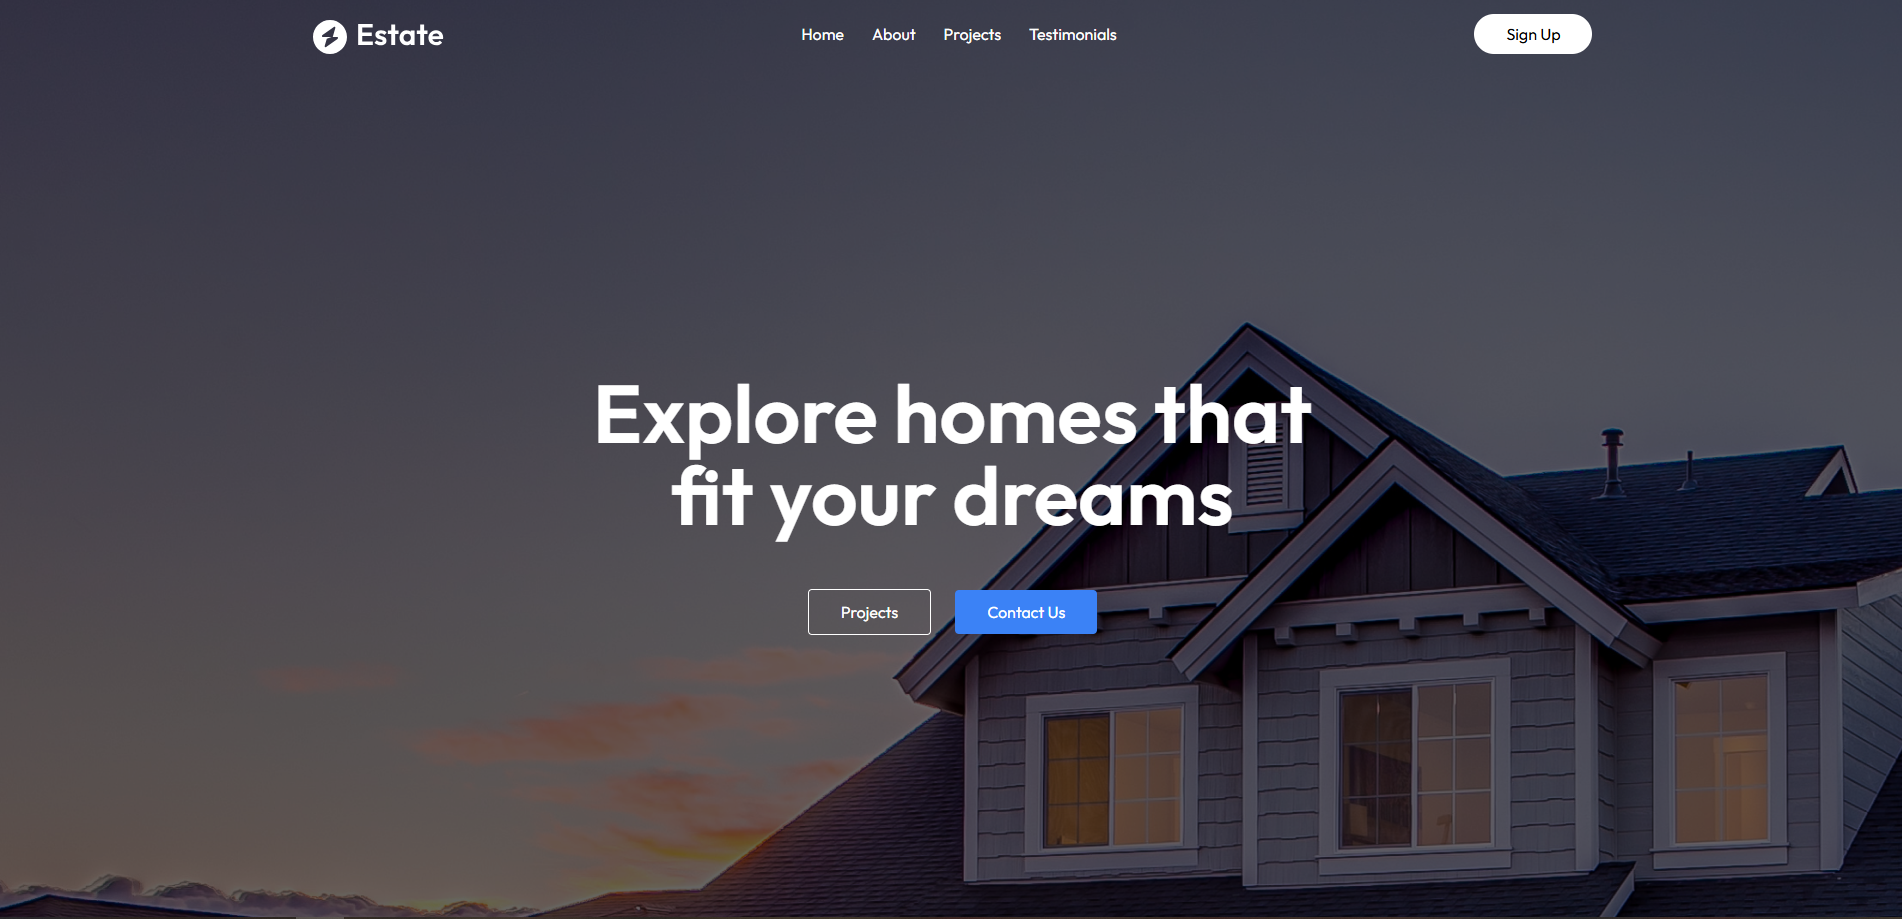 Estate
Home About Projects Testimonials
Sign Up
Explore homes that
fit your dreams
Projects
Contact Us